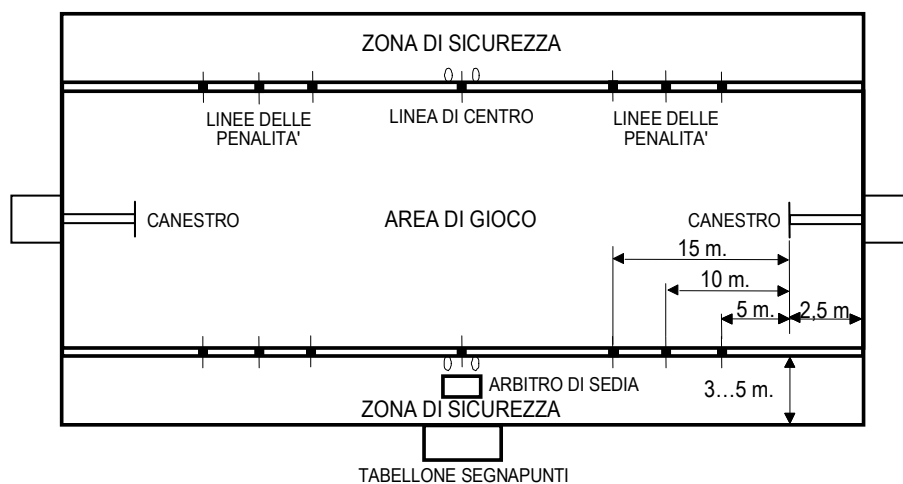 ZONA DI SICUREZZA
LINEE DELLE
PENALITA'
LINEA DI CENTRO
LINEE DELLE
PENALITA'
CANESTRO
AREA DI GIOCO
CANESTRO
15 m.
10 m.
5 m.
2,5 m
ARBITRO DI SEDIA
3...5 m.
ZONA DI SICUREZZA
TABELLONE SEGNAPUNTI